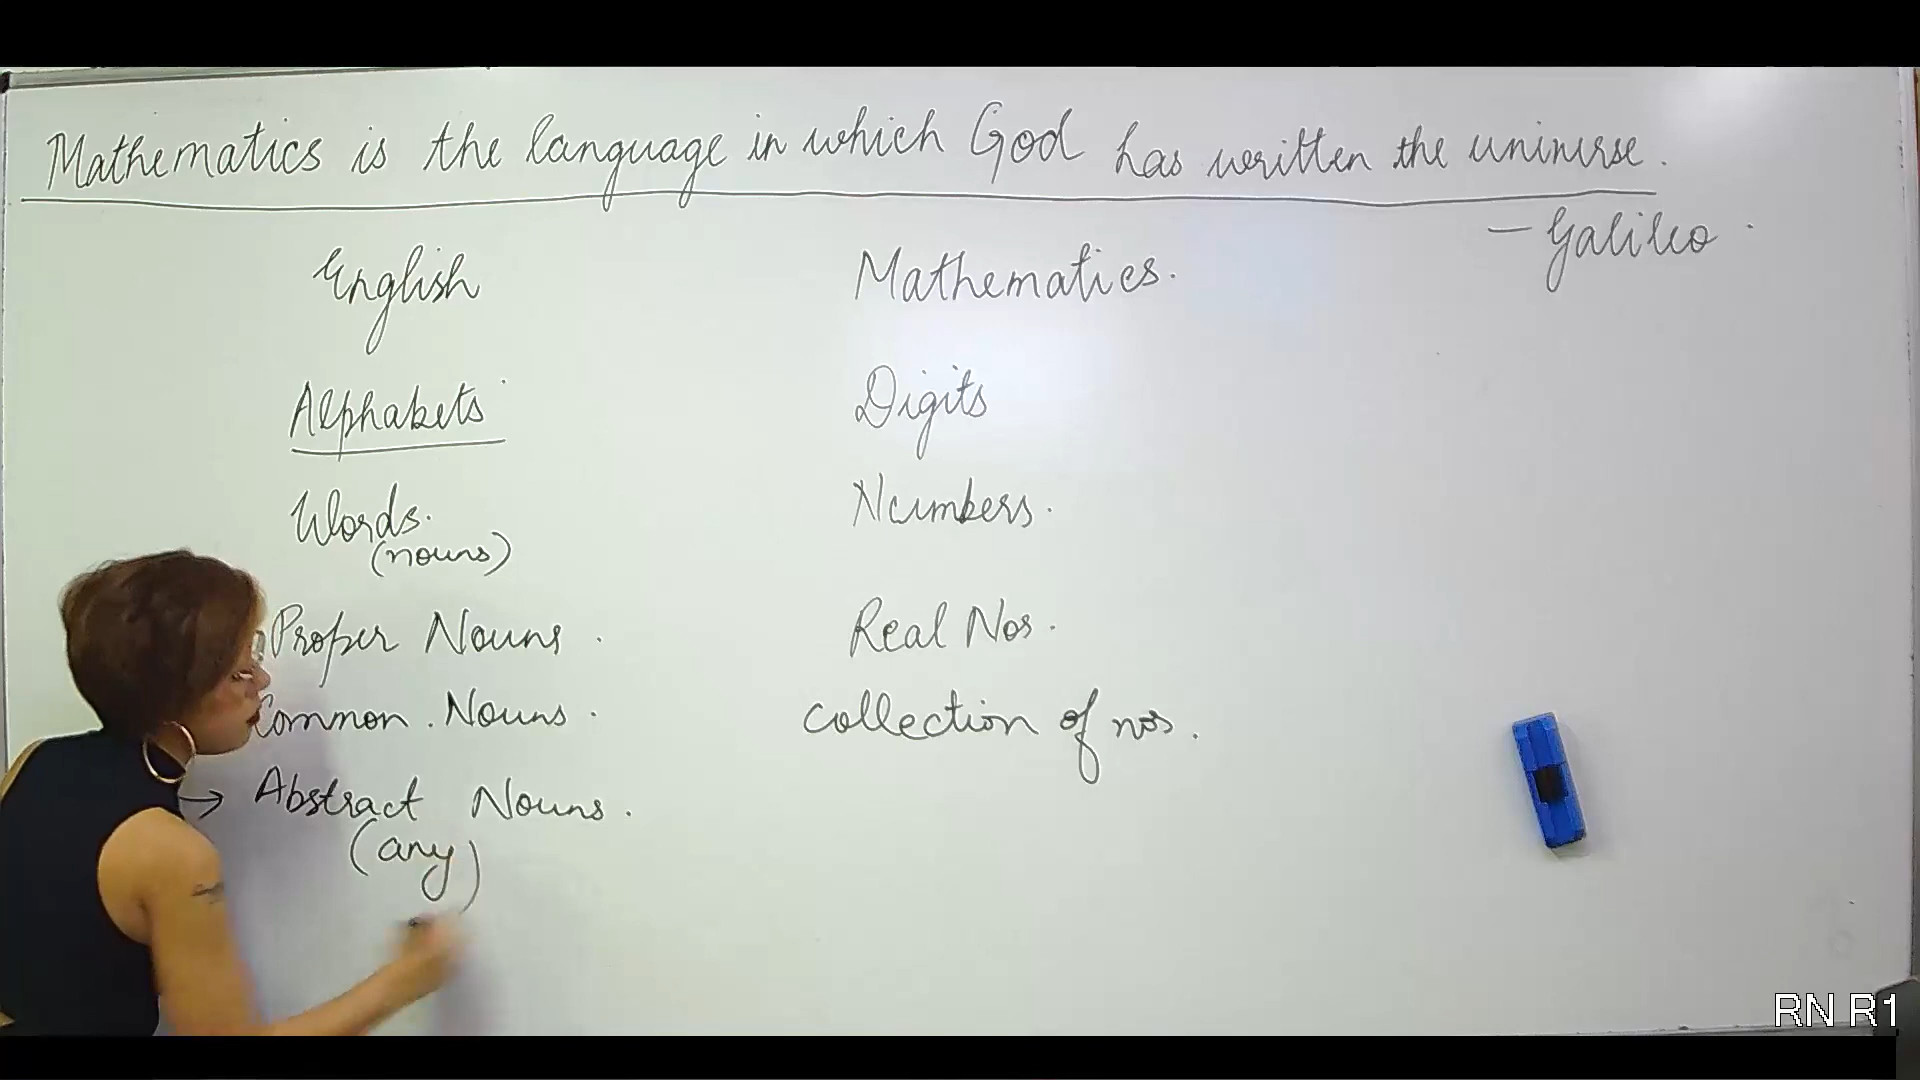 Mathematics is the language in which God has written the universe.
— Galileo.
English Mathematics.
Alphabets Digits
Words. Numbers.
(nouns)
Proper Nouns. Real Nos.
Common. Nouns. collection of nos.
→ Abstract Nouns.
(any)
RN R1